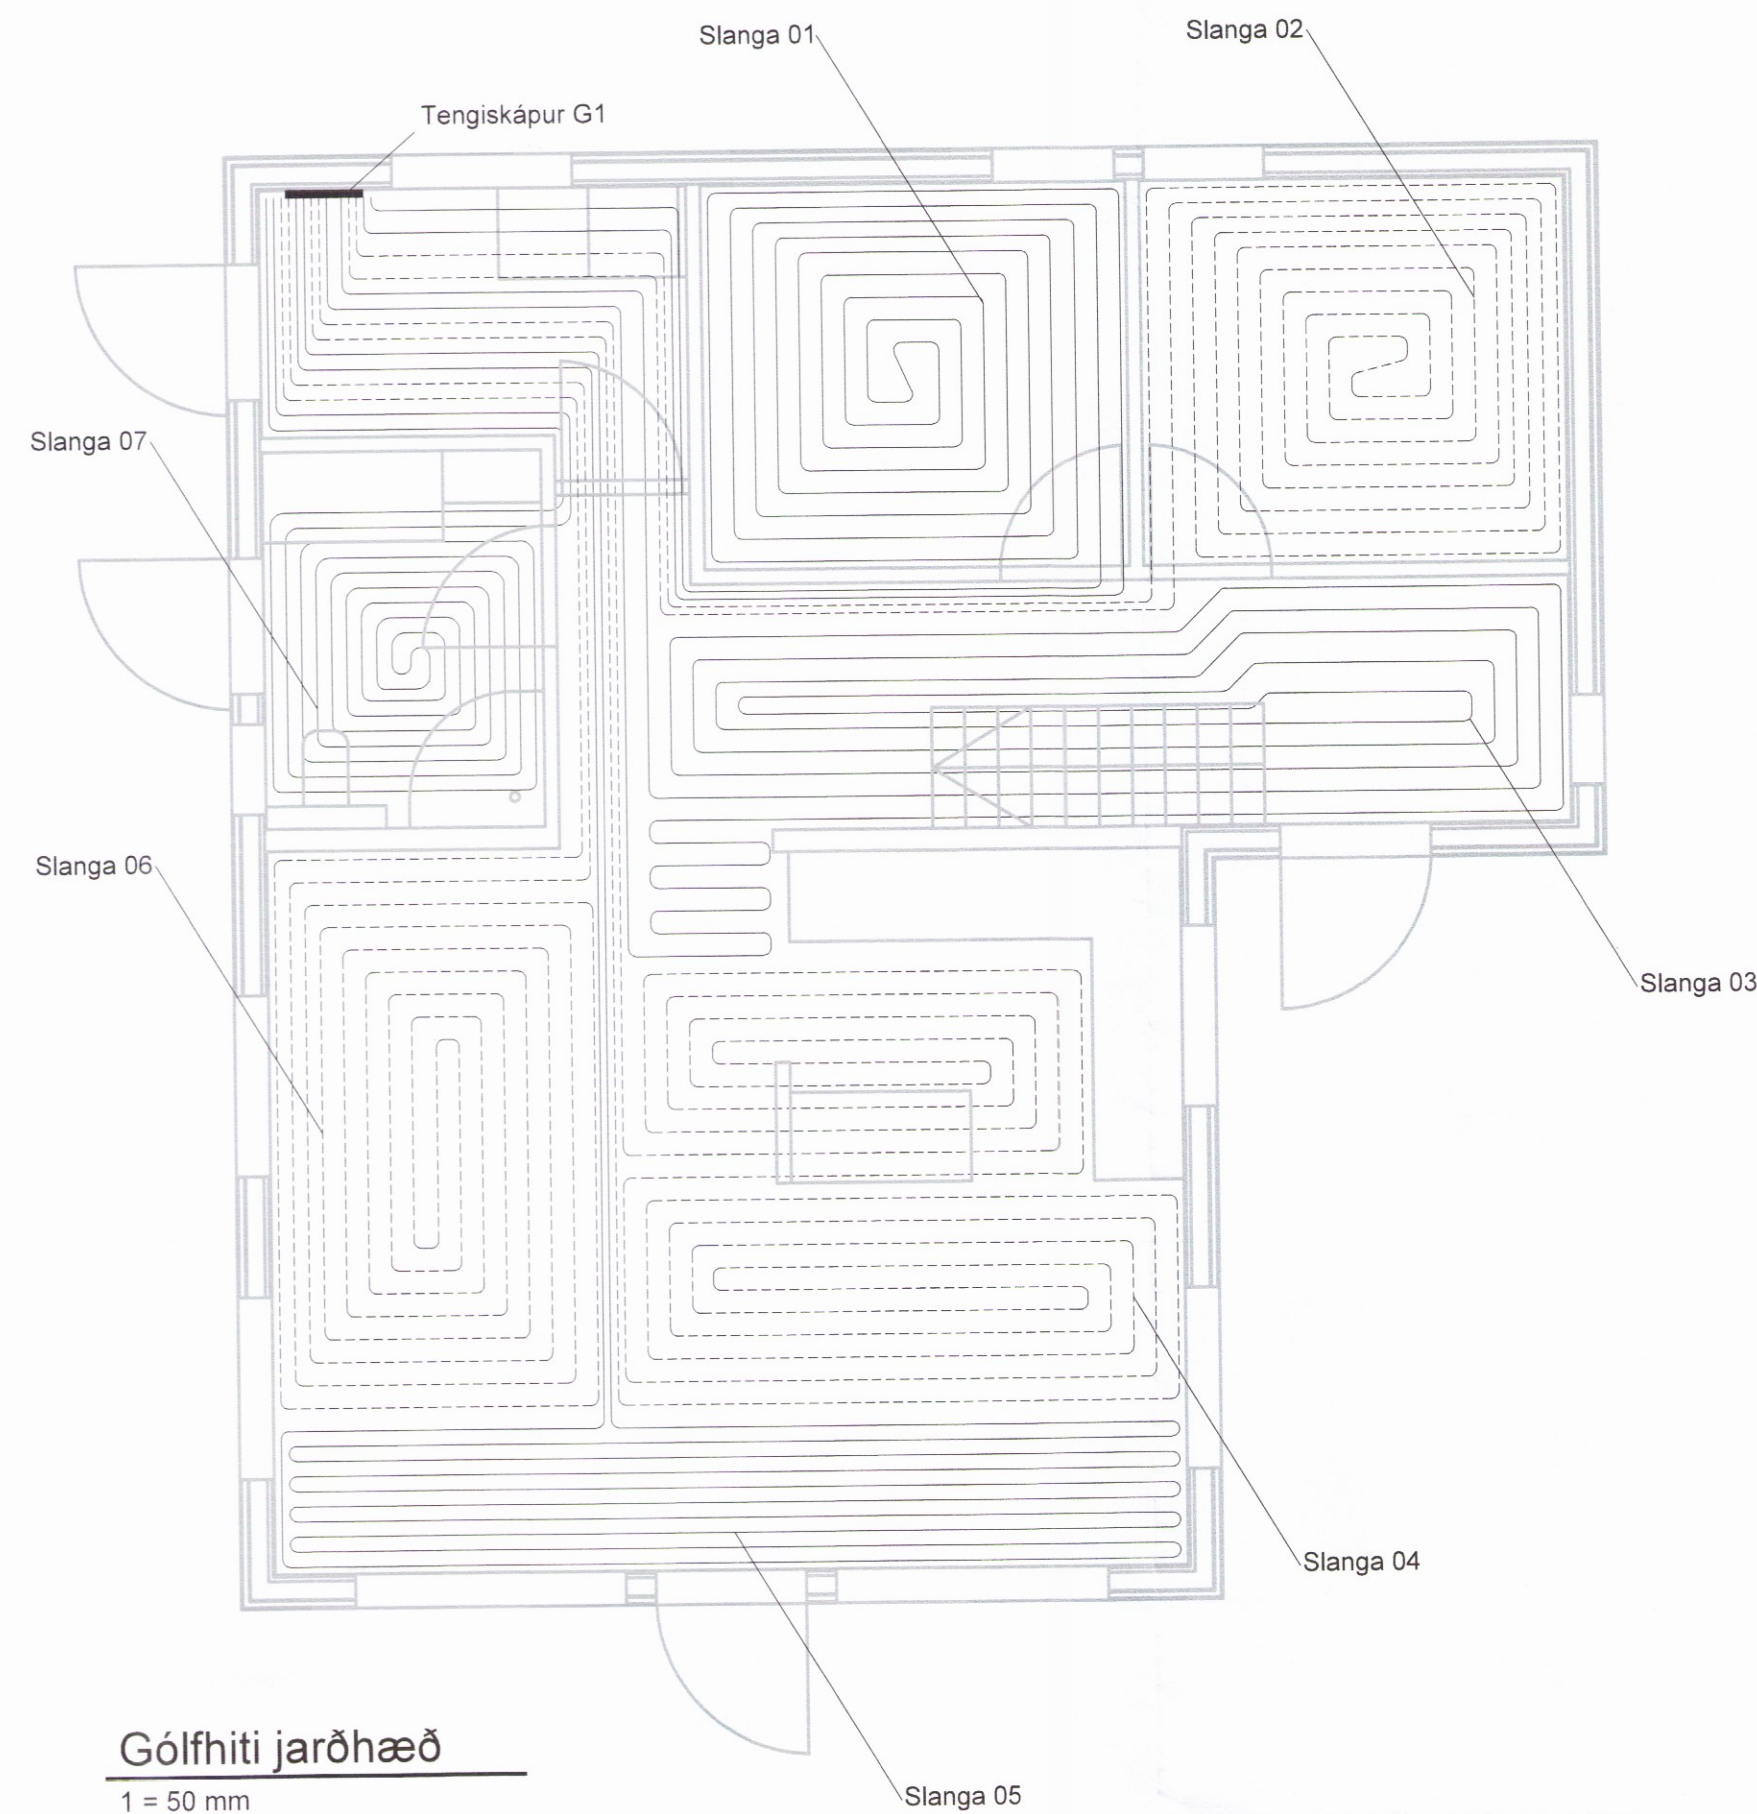 Slanga 01
Slanga 02
Tengiskápur G1
Slanga 07
Slanga 06
Slanga 03
Slanga 04
Slanga 05
Gólfhiti jarðhæð
1 = 50 mm